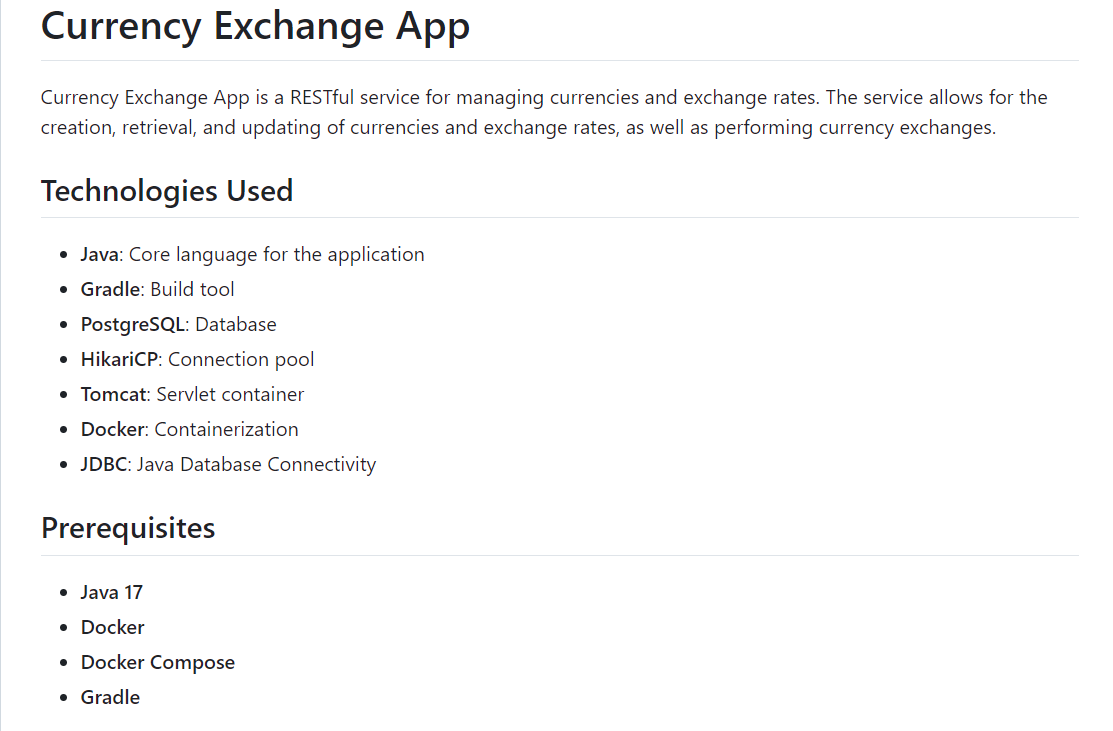 Currency Exchange App
Currency Exchange App is a RESTful service for managing currencies and exchange rates. The service allows for the
creation, retrieval, and updating of currencies and exchange rates, as well as performing currency exchanges.
Technologies Used
• Java: Core language for the application
• Gradle: Build tool
• PostgreSQL: Database
• HikariCP: Connection pool
• Tomcat: Servlet container
• Docker: Containerization
• JDBC: Java Database Connectivity
Prerequisites
• Java 17
• Docker
• Docker Compose
• Gradle